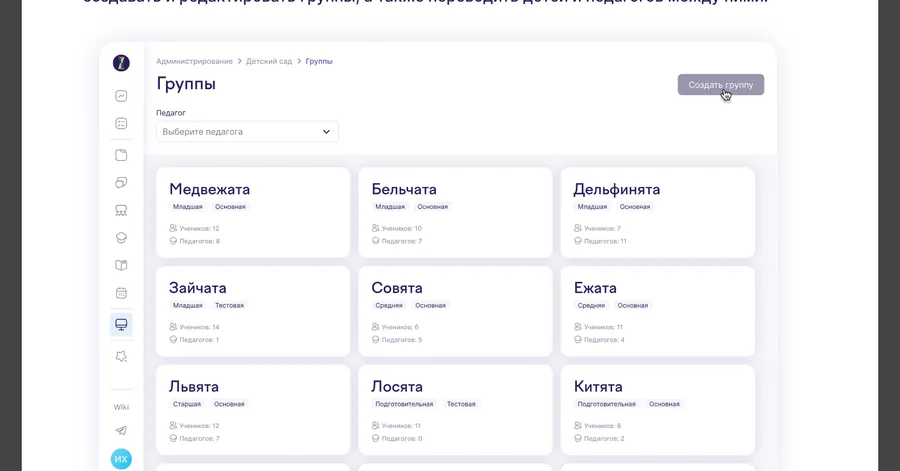 создавать и редактировать группы, а также переводить детей и педагогов между ними.
Администрирование > Детский сад > Группы
Группы
Создать группу
Педагог
Выберите педагога
Медвежата
Младшая Основная
Учеников: 12
Педагогов: 8
Бельчата
Младшая Основная
Учеников: 10
Педагогов: 7
Дельфинята
Младшая Основная
Учеников: 7
Педагогов: 11
Зайчата
Младшая Тестовая
Учеников: 14
Педагогов: 1
Совята
Средняя Основная
Учеников: 6
Педагогов: 5
Ежата
Средняя Основная
Учеников: 11
Педагогов: 4
Львята
Старшая Основная
Учеников: 12
Педагогов: 7
Лосята
Подготовительная Тестовая
Учеников: 11
Педагогов: 0
Китята
Подготовительная Основная
Учеников: 8
Педагогов: 2
Wiki
ИХ